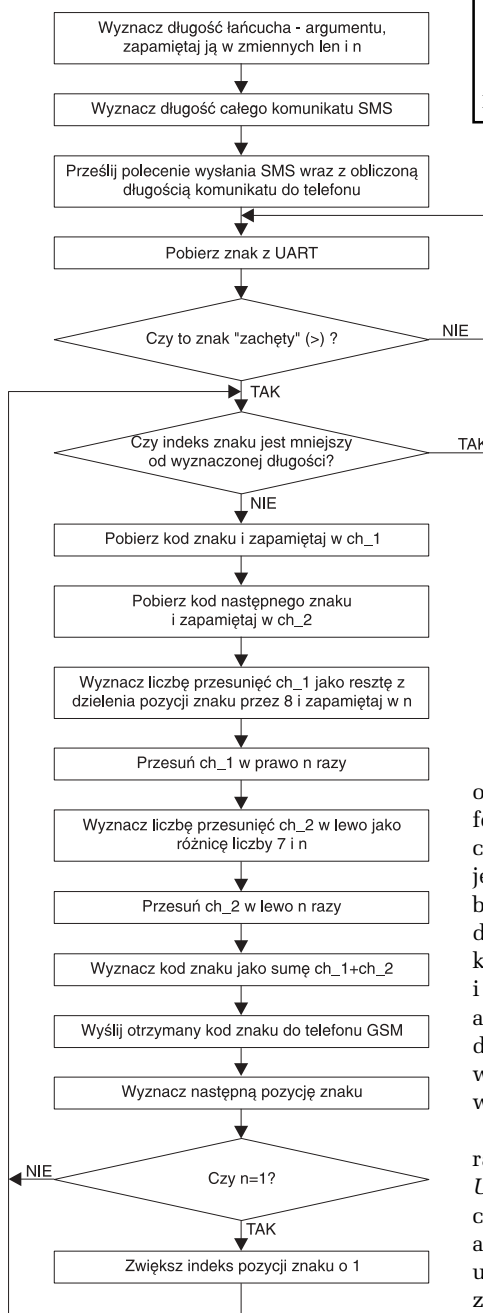 Wyznacz długość łańcucha - argumentu,
zapamiętaj ją w zmiennych len i n
Wyznacz długość całego komunikatu SMS
Prześlij polecenie wysłania SMS wraz z obliczoną
długością komunikatu do telefonu
Pobierz znak z UART
Czy to znak "zachęty" (>) ?
NIE
TAK
Czy indeks znaku jest mniejszy
od wyznaczonej długości?
TAK
NIE
Pobierz kod znaku i zapamiętaj w ch_1
Pobierz kod następnego znaku
i zapamiętaj w ch_2
Wyznacz liczbę przesunięć ch_1 jako resztę z
dzielenia pozycji znaku przez 8 i zapamiętaj w n
Przesuń ch_1 w prawo n razy
Wyznacz liczbę przesunięć ch_2 w lewo jako
różnicę liczby 7 i n
Przesuń ch_2 w lewo n razy
Wyznacz kod znaku jako sumę ch_1+ch_2
Wyślij otrzymany kod znaku do telefonu GSM
Wyznacz następną pozycję znaku
NIE
Czy n=1?
TAK
Zwiększ indeks pozycji znaku o 1